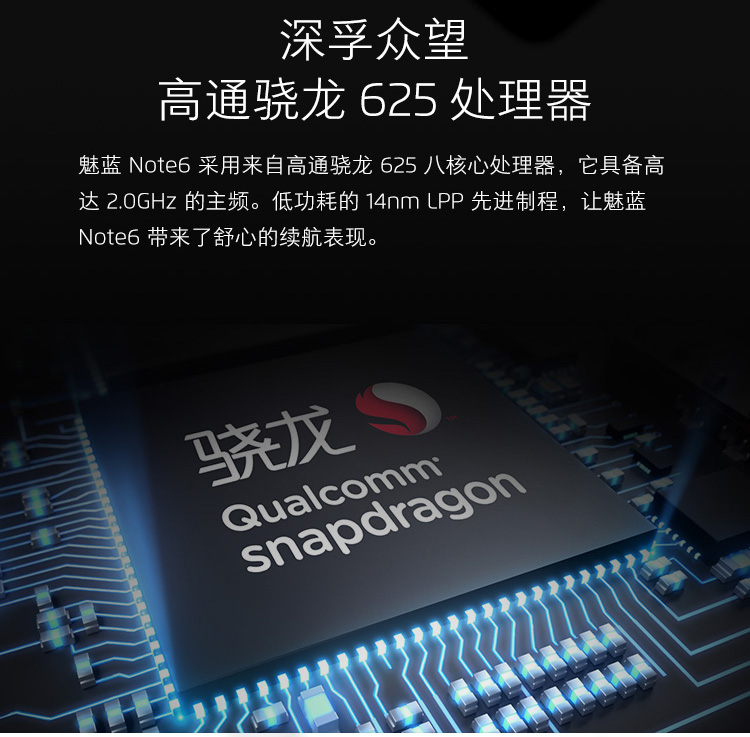 深孚众望
高通骁龙 625 处理器
魅蓝 Note6 采用来自高通骁龙 625 八核心处理器，它具备高
达 2.0GHz 的主频。低功耗的 14nm LPP 先进制程，让魅蓝
Note6 带来了舒心的续航表现。
骁龙
Qualcomm
snapdragon